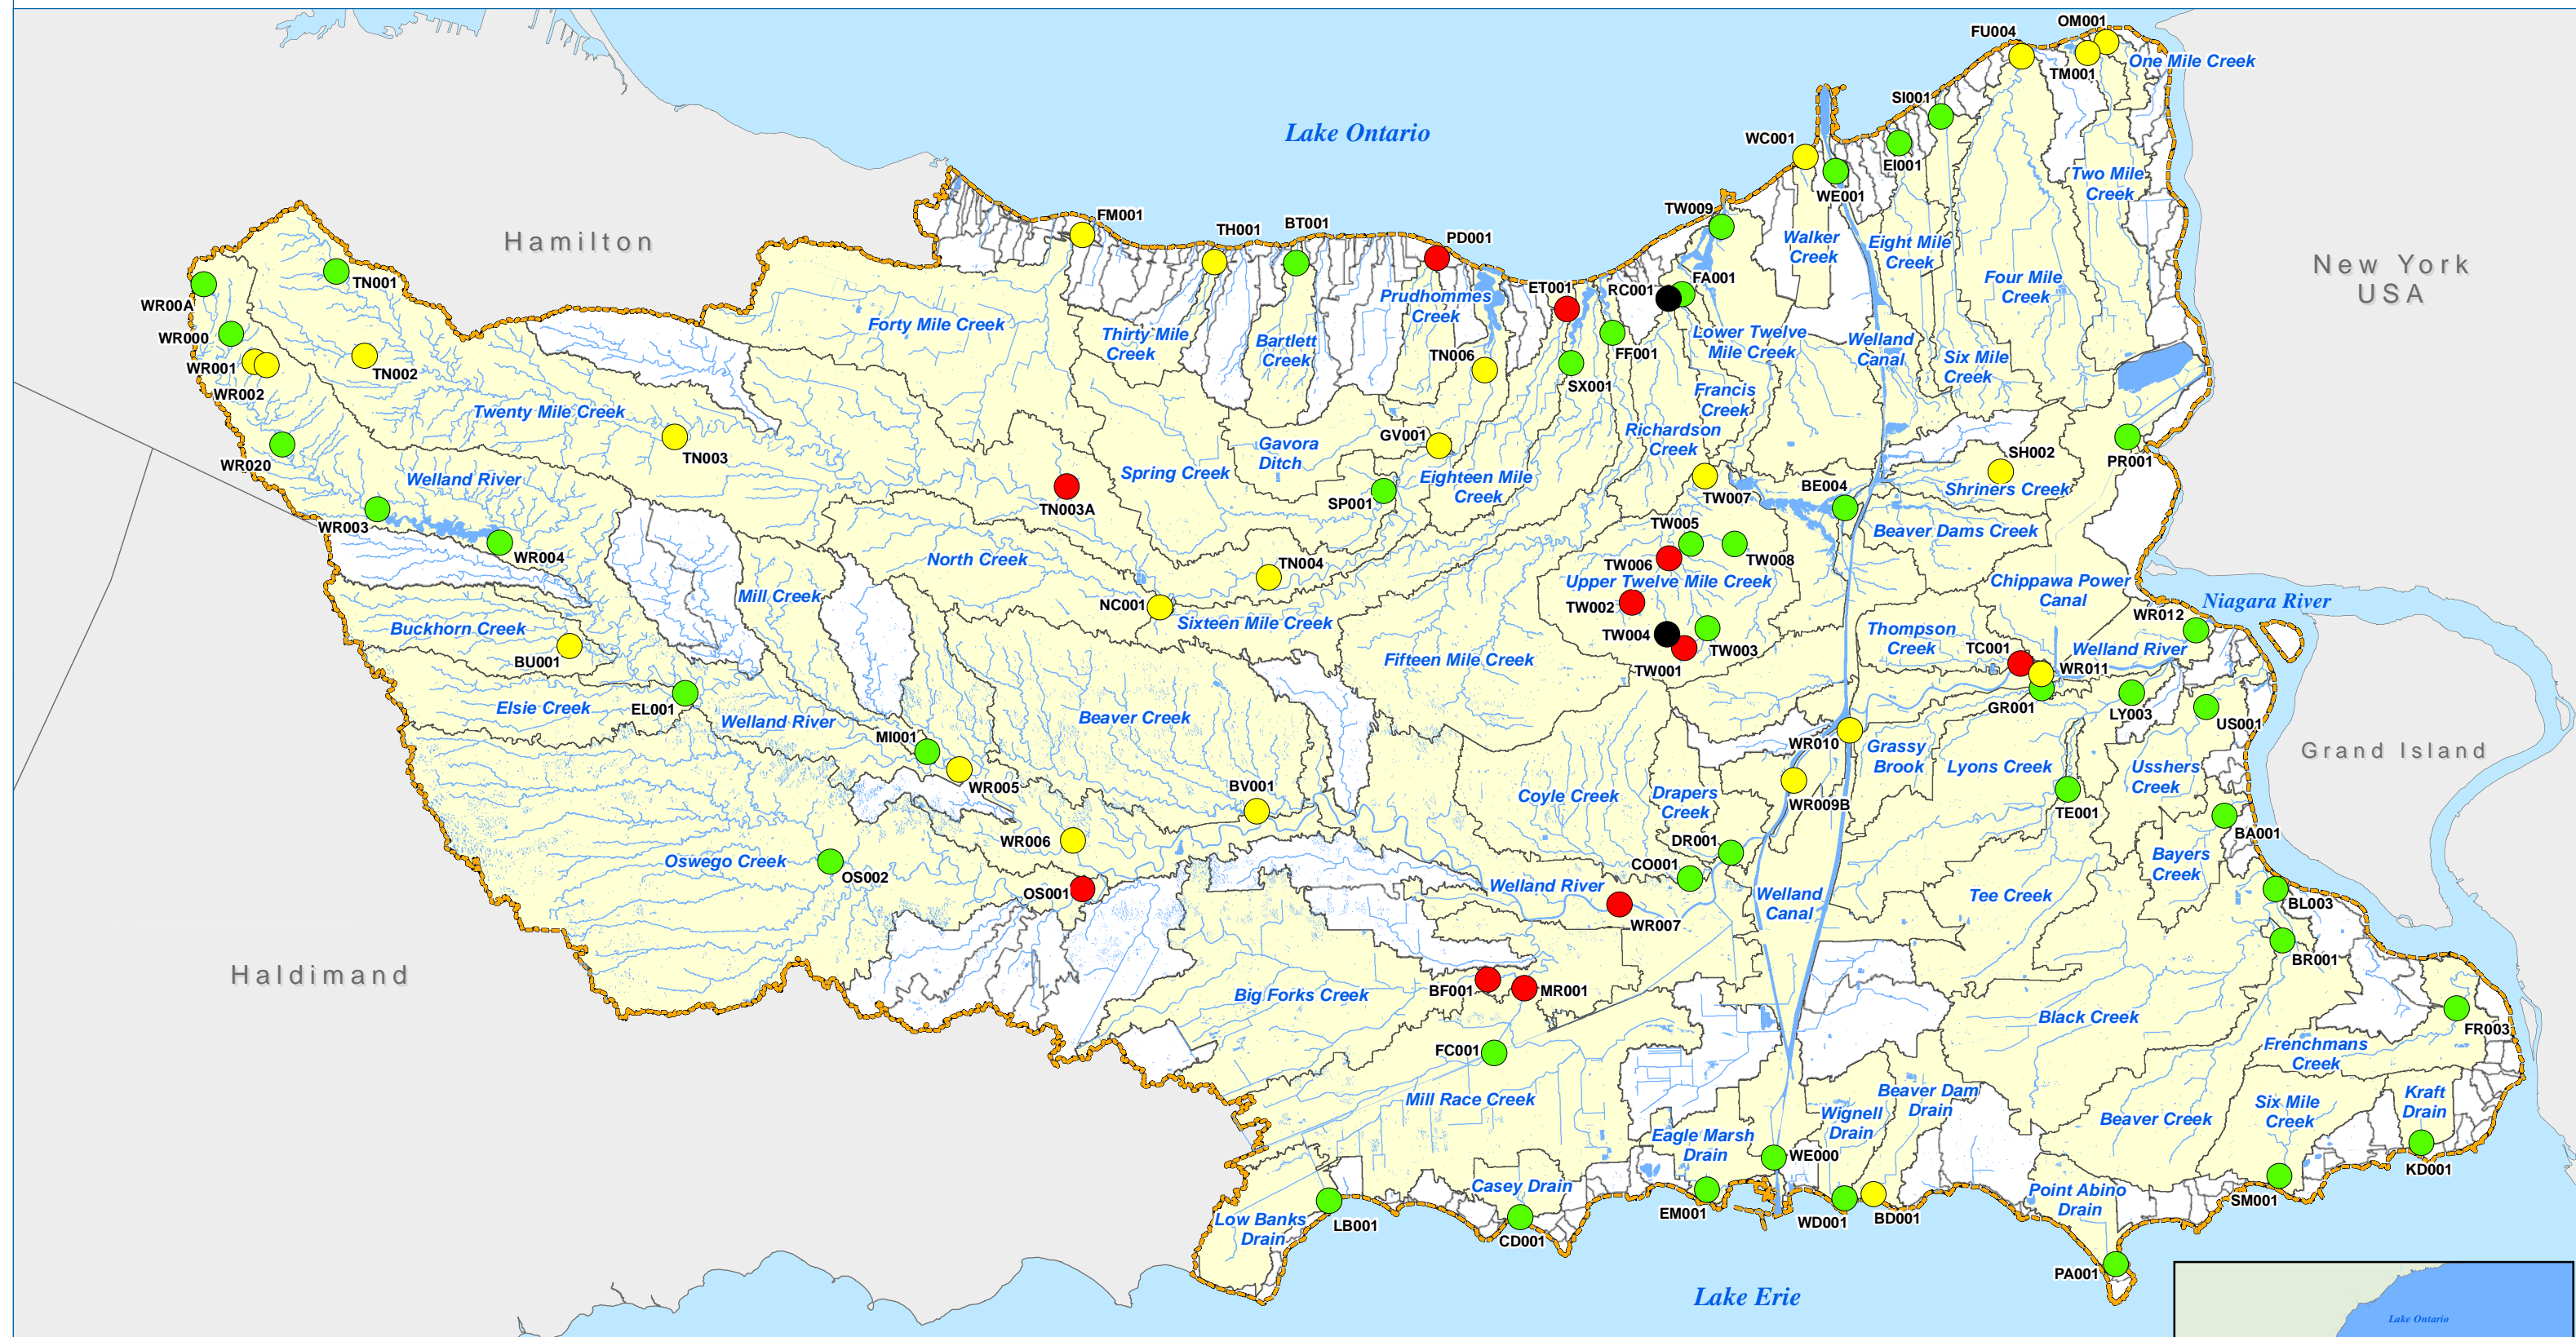 OM001
FU004
One Mile Creek
TM001
SI001
Lake Ontario
WC001
EI001
Two Mile
Creek
WE001
TW009
FM001
TH001
BT001
PD001
Hamilton
Walker
Creek
Eight Mile
Creek
New York
USA
TN001
FA001
Four Mile
Creek
WR00A
ET001
RC001
Prudhommes
Creek
Forty Mile Creek
Thirty Mile
Creek
Bartlett
Creek
Lower Twelve
Mile Creek
WR000
FF001
Welland
Canal
Six Mile
Creek
WR001
TN002
TN006
SX001
WR002
Francis
Creek
Twenty Mile Creek
Richardson
Creek
GV001
Gavora
Ditch
TN003
WR020
Spring Creek
Eighteen Mile
Creek
SH002
PR001
Welland River
Shriners Creek
BE004
TW007
SP001
TN003A
WR003
TW005
Beaver Dams Creek
WR004
North Creek
TN004
TW006
TW008
Upper Twelve Mile Creek
Chippawa Power
Canal
Mill Creek
NC001
TW002
Niagara River
WR012
Sixteen Mile Creek
Buckhorn Creek
TW004
Thompson
Creek
TC001
Welland River
BU001
Fifteen Mile Creek
TW003
TW001
WR011
Elsie Creek
EL001
GR001
LY003
US001
Welland River
Beaver Creek
MI001
WR010
Grassy
Brook
Lyons Creek
Usshers
Creek
Grand Island
WR005
BV001
Coyle Creek
Drapers
Creek
WR009B
TE001
BA001
WR006
DR001
Oswego Creek
OS002
CO001
Bayers
Creek
OS001
Welland River
Welland
Canal
Tee Creek
BL003
WR007
BR001
Haldimand
BF001
MR001
Big Forks Creek
Black Creek
FR003
FC001
Frenchmans
Creek
Mill Race Creek
Beaver Dam
Drain
Wignell
Drain
Beaver Creek
Six Mile
Creek
Kraft
Drain
Eagle Marsh
Drain
WE000
KD001
Casey Drain
Point Abino
Drain
SM001
Low Banks
Drain
LB001
CD001
EM001
WD001
BD001
PA001
Lake Erie
Lake Ontario